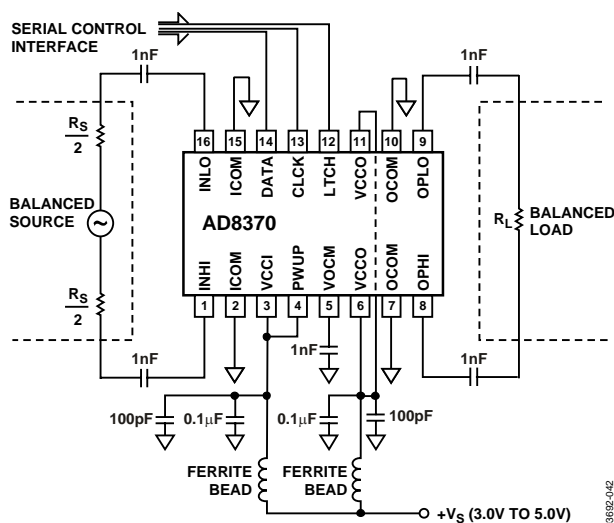 SERIAL CONTROL
INTERFACE
1nF
1nF
RS
2
16 15 14 13 12 11 10 9
INLO ICOM DATA CLCK LTCH VCCO OCOM OPLO
BALANCED
SOURCE
AD8370
RL
BALANCED
LOAD
INHI ICOM VCCI PWUP VOCM VCCO OCOM OPHI
RS
2
1 2 3 4 5 6 7 8
1nF
1nF
1nF
100pF
0.1µF
0.1µF
100pF
FERRITE
BEAD
FERRITE
BEAD
+VS (3.0V TO 5.0V)
3692-042